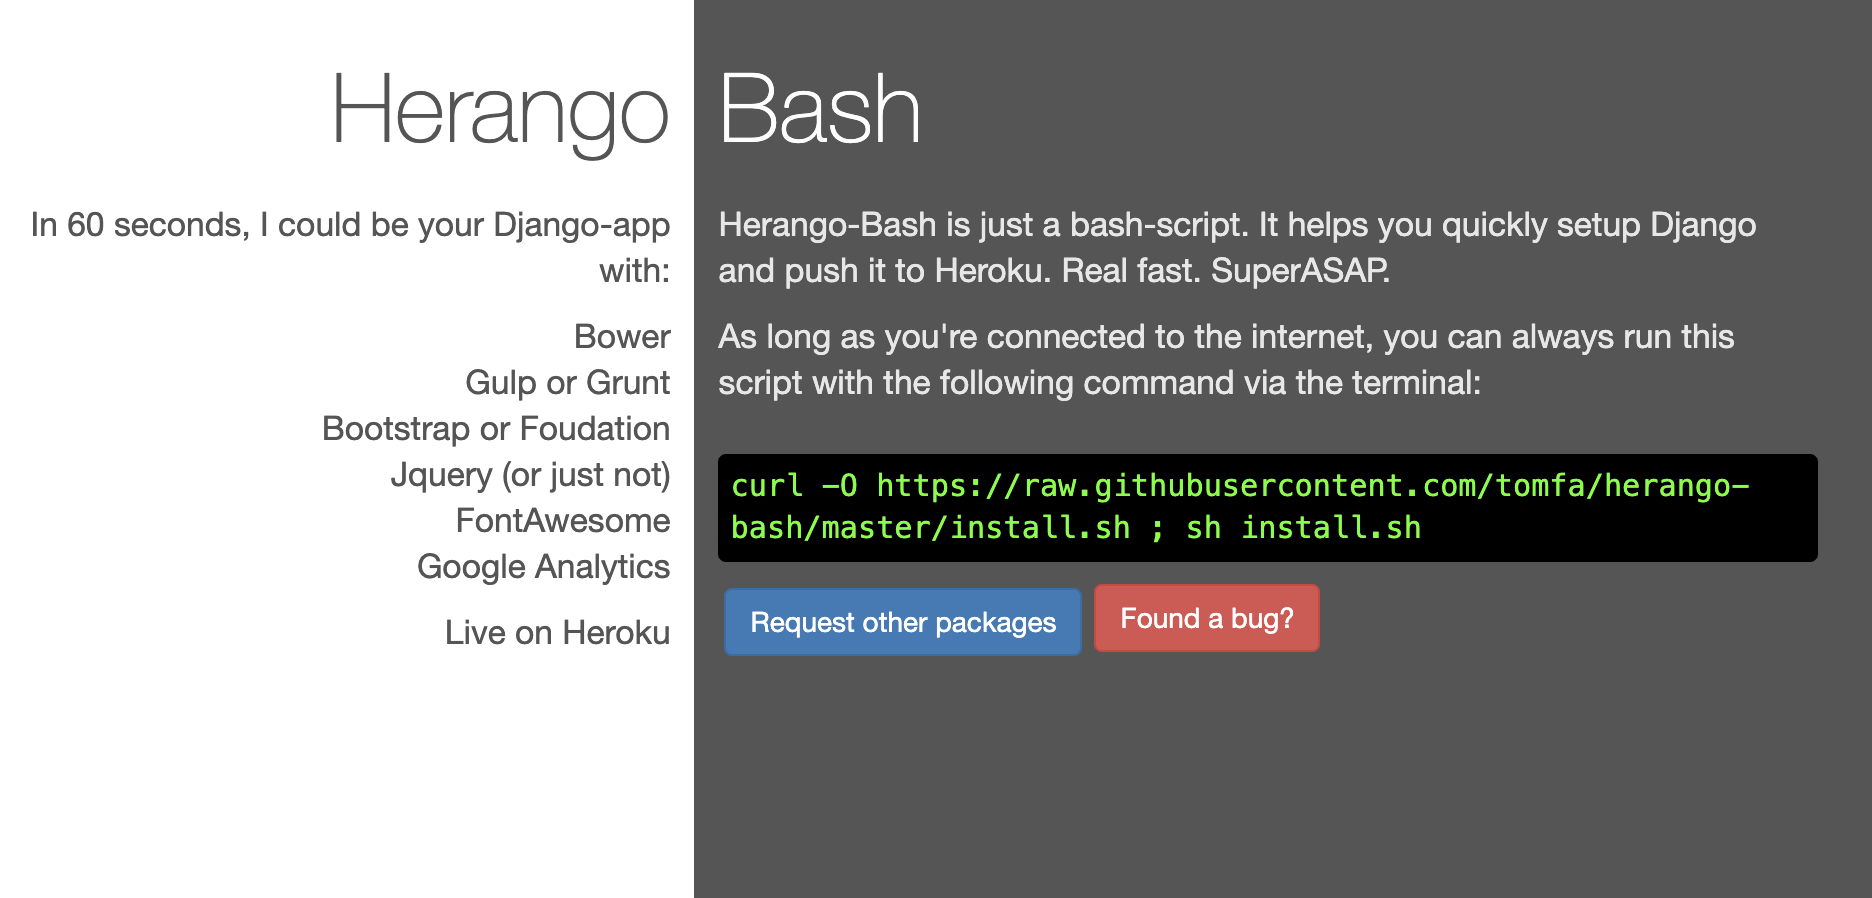 Herango
In 60 seconds, I could be your Django-app
with:
Bower
Gulp or Grunt
Bootstrap or Foudation
Jquery (or just not)
FontAwesome
Google Analytics
Live on Heroku
Bash
Herango-Bash is just a bash-script. It helps you quickly setup Django
and push it to Heroku. Real fast. SuperASAP.
As long as you're connected to the internet, you can always run this
script with the following command via the terminal:
curl -O https://raw.githubusercontent.com/tomfa/herango-
bash/master/install.sh ; sh install.sh
Request other packages
Found a bug?